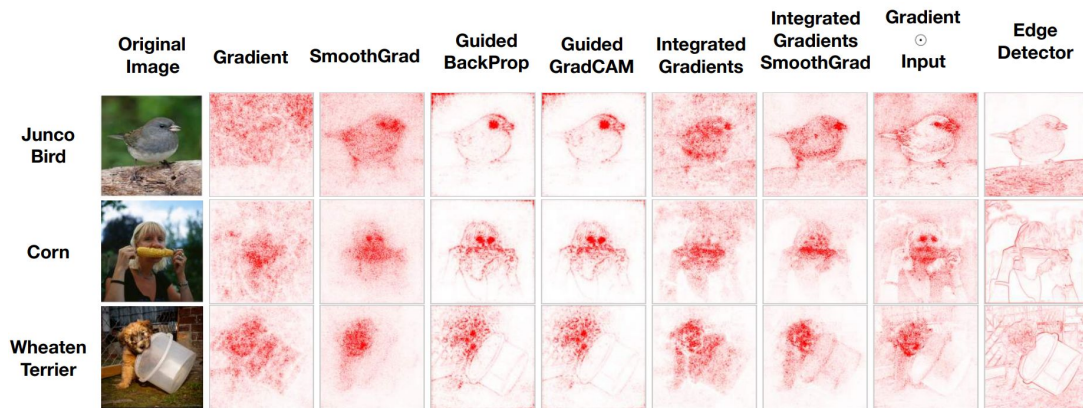 Original
Image
Gradient
SmoothGrad
Guided
BackProp
Guided
GradCAM
Integrated
Gradients
Integrated
Gradients
SmoothGrad
Gradient
⊙
Input
Edge
Detector
Junco
Bird
Corn
Wheaten
Terrier